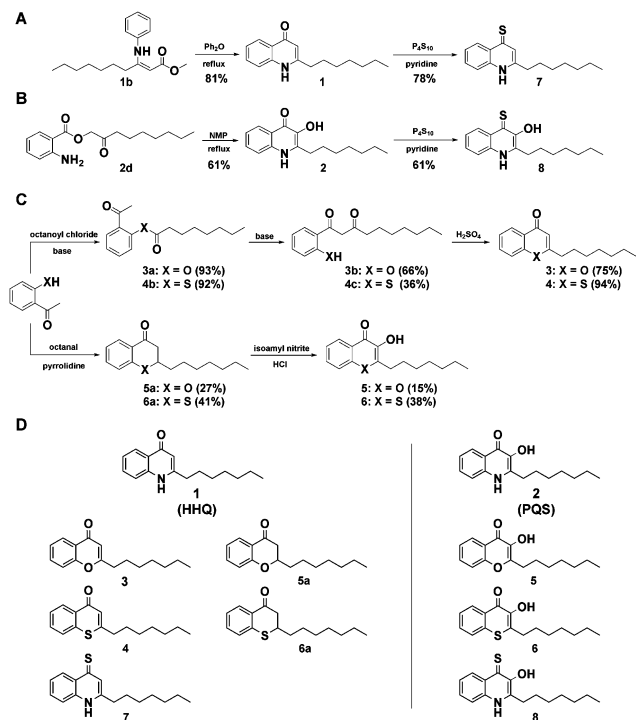 A
NH
O
O
1b
Ph₂O
reflux
81%
O
N
H
1
P₄S₁₀
pyridine
78%
S
N
H
7
B
O
O
NH₂
O
2d
NMP
reflux
61%
O
OH
N
H
2
P₄S₁₀
pyridine
61%
S
OH
N
H
8
C
octanoyl chloride
base
O
X
O
3a: X = O (93%)
4b: X = S (92%)
base
O
O
XH
3b: X = O (66%)
4c: X = S (36%)
H₂SO₄
O
X
3: X = O (75%)
4: X = S (94%)
XH
O
octanal
pyrrolidine
O
X
5a: X = O (27%)
6a: X = S (41%)
isoamyl nitrite
HCl
O
OH
X
5: X = O (15%)
6: X = S (38%)
D
O
N
H
1
(HHQ)
O
OH
N
H
2
(PQS)
O
O
3
O
O
5a
O
OH
O
5
O
S
4
O
S
6a
O
OH
S
6
S
N
H
7
S
OH
N
H
8